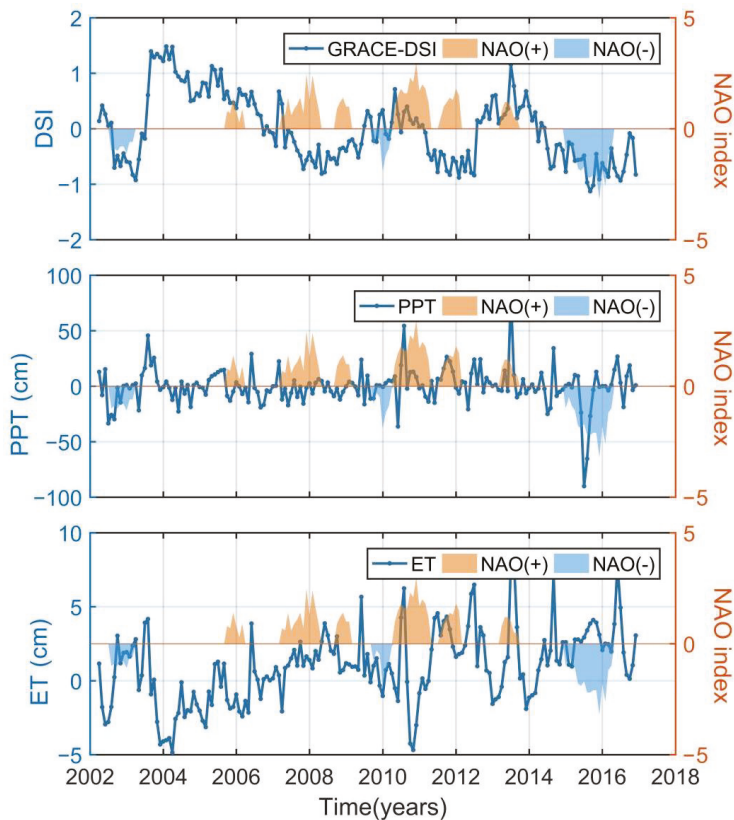 2
1
0
−1
−2
DSI
GRACE-DSI NAO(+) NAO(-)
5
0
−5
NAO index
100
50
0
−50
−100
PPT (cm)
PPT NAO(+) NAO(-)
5
0
−5
NAO index
10
5
0
−5
ET (cm)
ET NAO(+) NAO(-)
5
0
−5
NAO index
2002 2004 2006 2008 2010 2012 2014 2016 2018
Time(years)